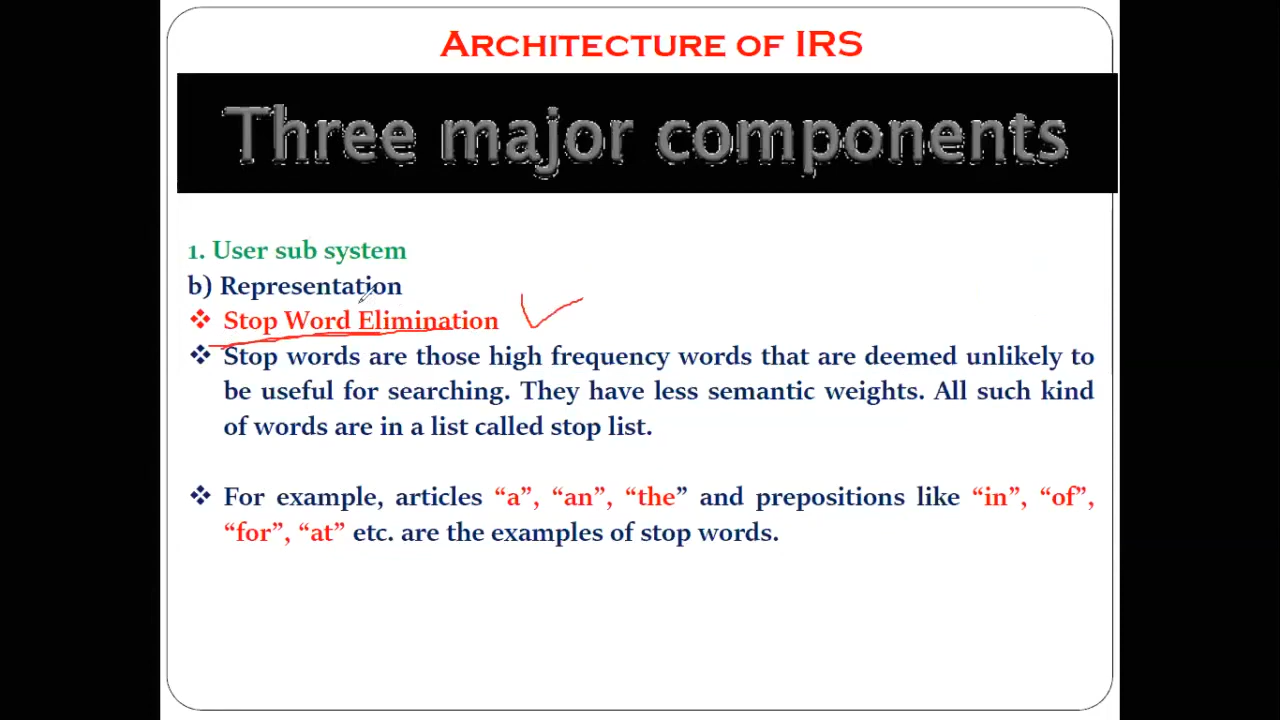 ARCHITECTURE OF IRS
Three major components
1. User sub system
b) Representation
❖ Stop Word Elimination
❖ Stop words are those high frequency words that are deemed unlikely to
be useful for searching. They have less semantic weights. All such kind
of words are in a list called stop list.
❖ For example, articles “a”, “an”, “the” and prepositions like “in”, “of”,
“for”, “at” etc. are the examples of stop words.